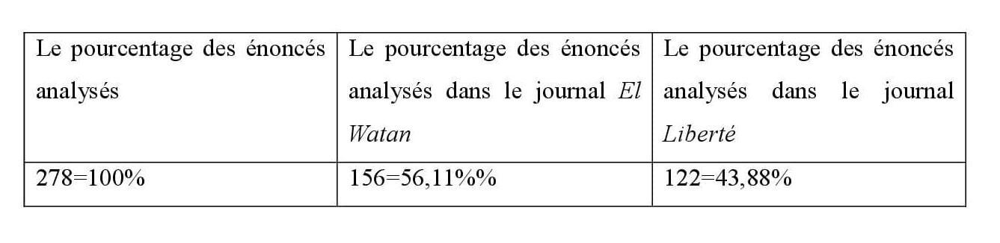 Le pourcentage des énoncés
analysés
Le pourcentage des énoncés
analysés dans le journal El
Watan
Le pourcentage des énoncés
analysés dans le journal
Liberté
278=100%
156=56,11%%
122=43,88%